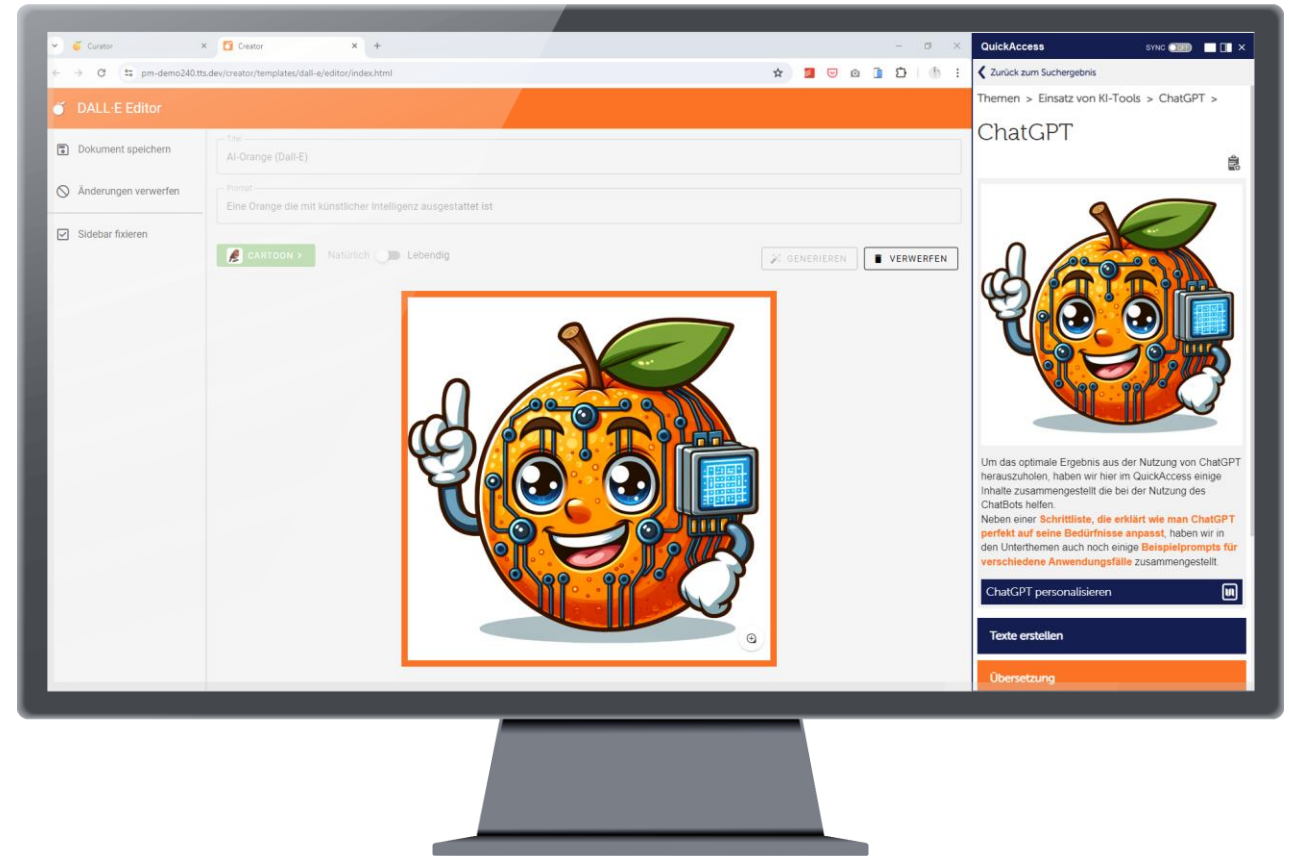 Curator
Creator
pm-demo240.tts.dev/creator/templates/dall-e/editor/index.html
DALL·E Editor
Dokument speichern
Änderungen verwerfen
Sidebar fixieren
Titel
AI-Orange (Dall-E)
Prompt
Eine Orange die mit künstlicher Intelligenz ausgestattet ist
CARTOON >
Natürlich
Lebendig
GENERIEREN
VERWERFEN
QuickAccess
SYNC
OFF
Zurück zum Suchergebnis
Themen > Einsatz von KI-Tools > ChatGPT >
ChatGPT
Um das optimale Ergebnis aus der Nutzung von ChatGPT
herauszuholen, haben wir hier im QuickAccess einige
Inhalte zusammengestellt die bei der Nutzung des
ChatBots helfen.
Neben einer Schrittliste, die erklärt wie man ChatGPT
perfekt auf seine Bedürfnisse anpasst, haben wir in
den Unterthemen auch noch einige Beispielprompts für
verschiedene Anwendungsfälle zusammengestellt.
ChatGPT personalisieren
Texte erstellen
Übersetzung